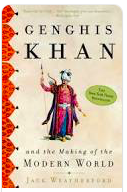 GENGHIS
KHAN
and the Making of the
MODERN WORLD
JACK WEATHERFORD